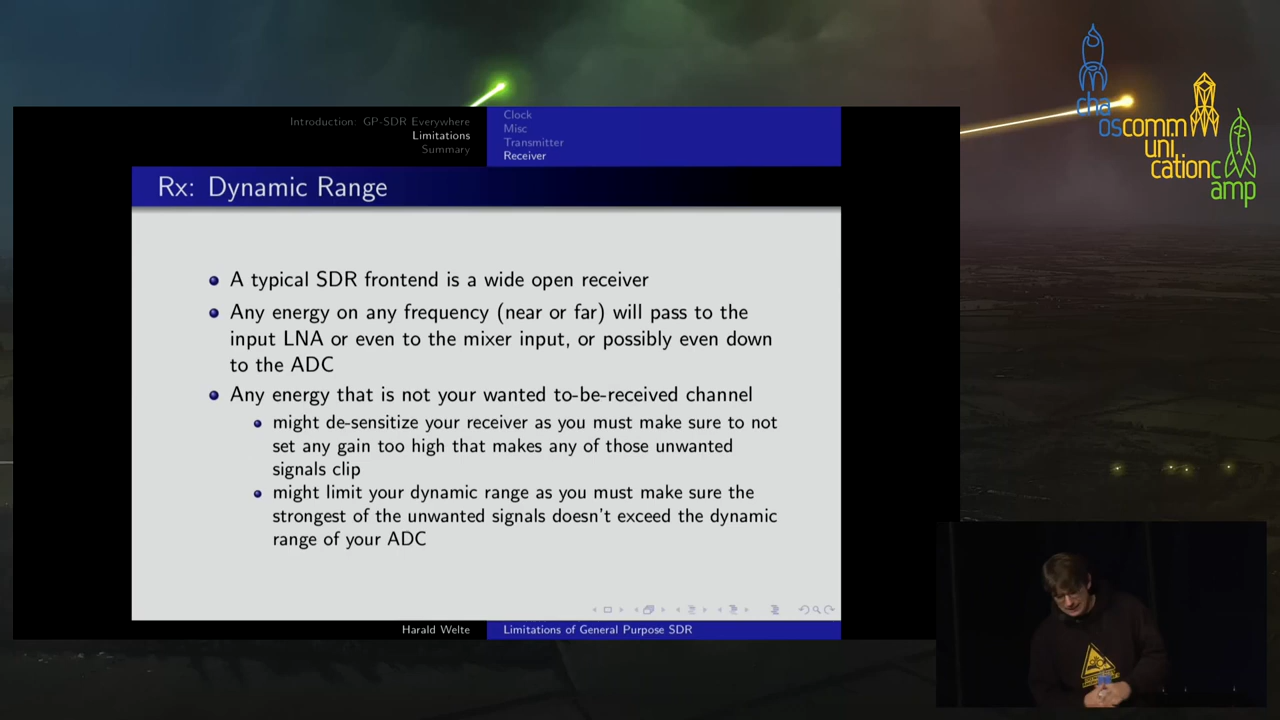 Introduction: GP-SDR Everywhere
Limitations
Summary
Clock
Misc
Transmitter
Receiver
Rx: Dynamic Range
A typical SDR frontend is a wide open receiver
Any energy on any frequency (near or far) will pass to the
input LNA or even to the mixer input, or possibly even down
to the ADC
Any energy that is not your wanted to-be-received channel
might de-sensitize your receiver as you must make sure to not
set any gain too high that makes any of those unwanted
signals clip
might limit your dynamic range as you must make sure the
strongest of the unwanted signals doesn't exceed the dynamic
range of your ADC
Harald Welte
Limitations of General Purpose SDR
cha
oscomm
uni
cationc
amp